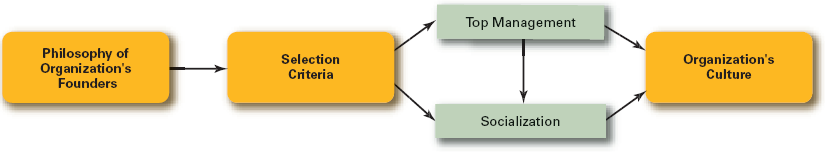 Philosophy of
Organization's
Founders
Selection
Criteria
Top Management
Socialization
Organization's
Culture